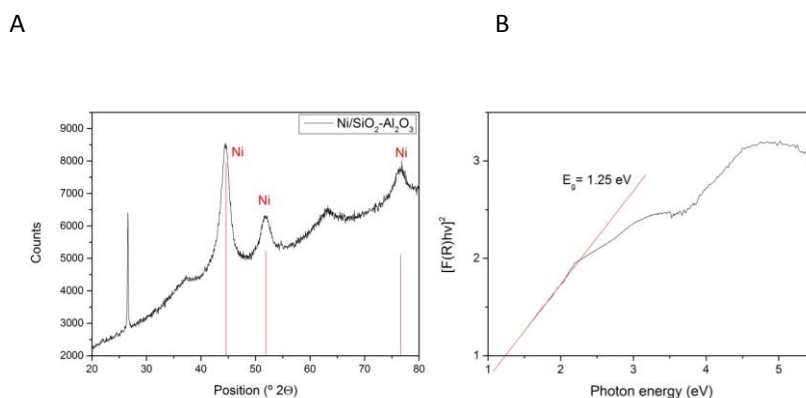 A
B
9000
8000
7000
6000
5000
4000
3000
2000
Counts
Ni/SiO₂-Al₂O₃
Ni
Ni
Ni
20
30
40
50
60
70
80
Position (º 2Θ)
3
2
1
[F(R)hv]²
E_g = 1.25 eV
1
2
3
4
5
Photon energy (eV)